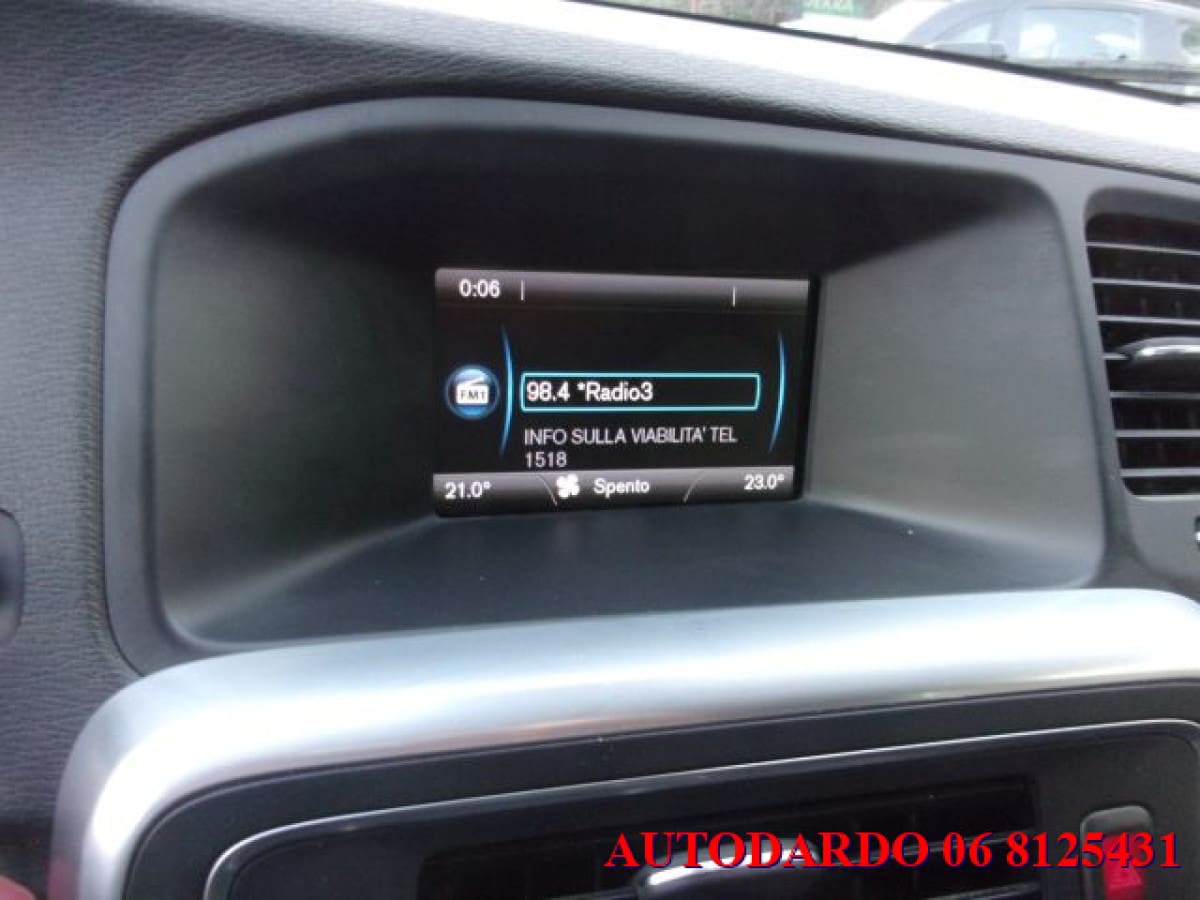 0:06
FM1
98.4 *Radio3
INFO SULLA VIABILITA' TEL
1518
21.0° Spento 23.0°
AUTODARDO 06 8125431